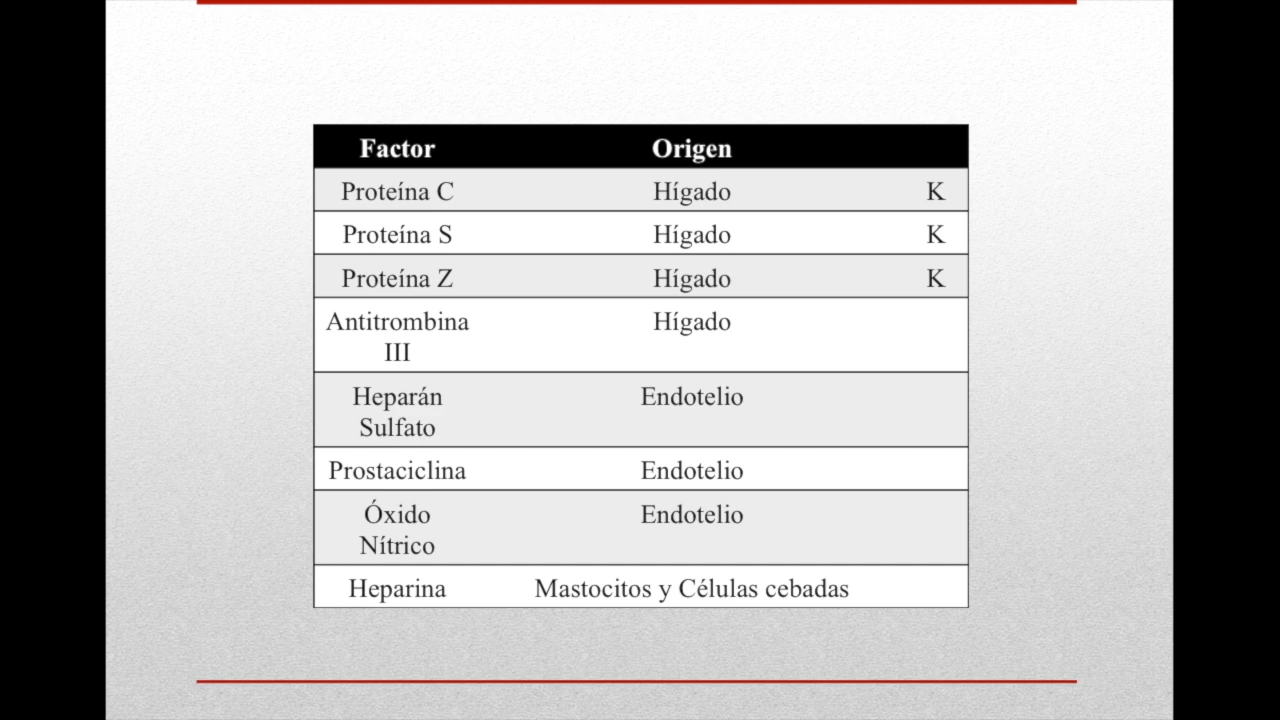 Factor Origen
Proteína C Hígado K
Proteína S Hígado K
Proteína Z Hígado K
Antitrombina Hígado
III
Heparán Endotelio
Sulfato
Prostaciclina Endotelio
Óxido Endotelio
Nítrico
Heparina Mastocitos y Células cebadas